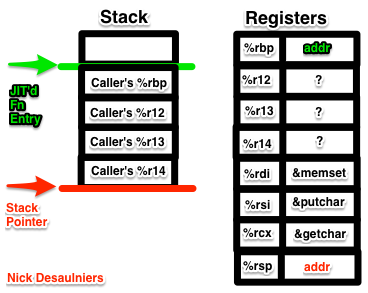 Stack
Registers
JIT'd
Fn
Entry
Caller's %rbp
Caller's %r12
Caller's %r13
Caller's %r14
Stack
Pointer
%rbp addr
%r12 ?
%r13 ?
%r14 ?
%rdi &memset
%rsi &putchar
%rcx &getchar
%rsp addr
Nick Desaulniers